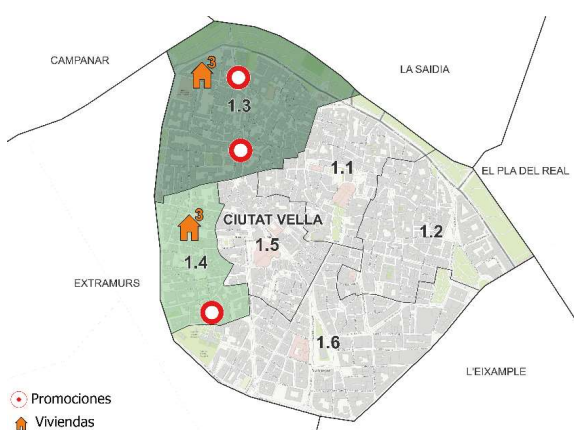 CAMPANAR
3
LA SAIDIA
1.3
1.1
EL PLA DEL REAL
3
CIUTAT VELLA
1.2
1.5
1.4
EXTRAMURS
1.6
L'EIXAMPLE
Promociones
Viviendas